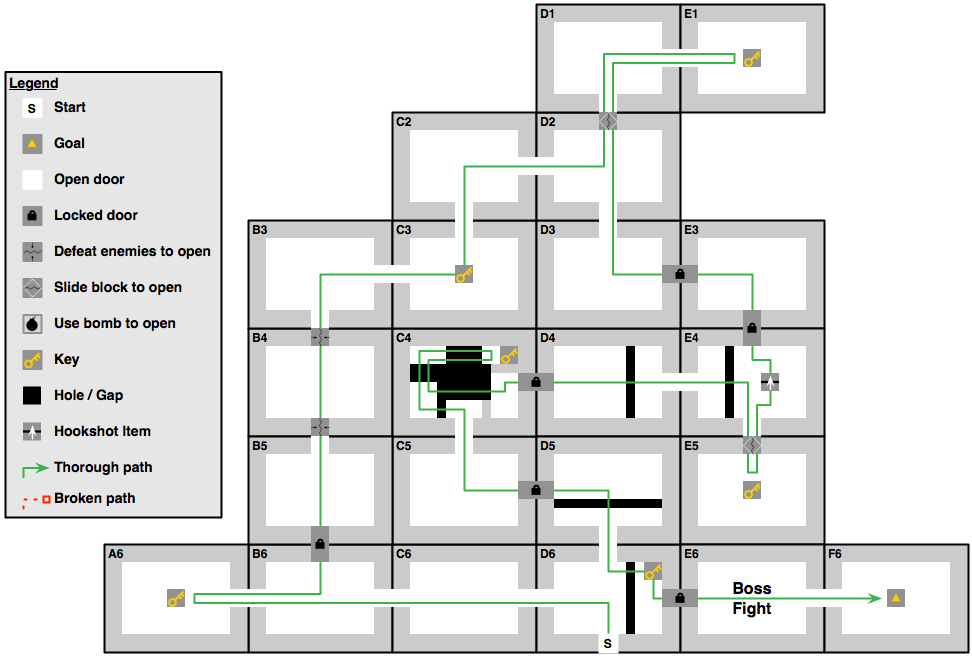 D1
E1
Legend
S
Start
Goal
Open door
Locked door
Defeat enemies to open
Slide block to open
Use bomb to open
Key
Hole / Gap
Hookshot Item
Thorough path
Broken path
C2
D2
B3
C3
D3
E3
B4
C4
D4
E4
B5
C5
D5
E5
A6
B6
C6
D6
E6
F6
Boss
Fight
S